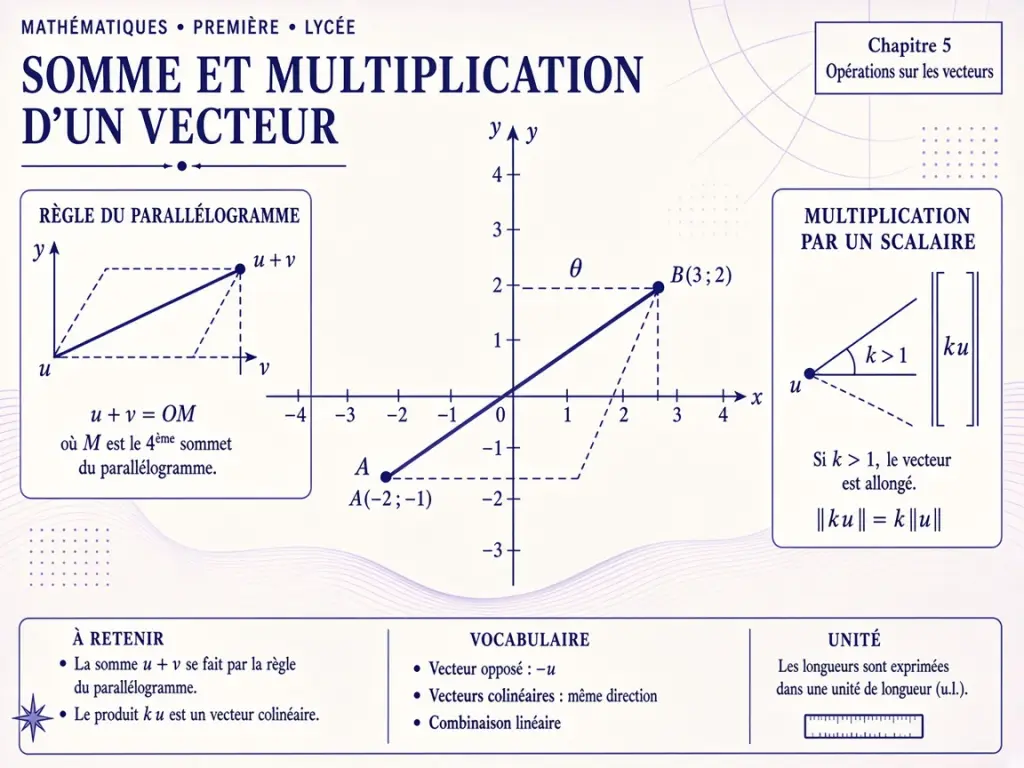 MATHÉMATIQUES • PREMIÈRE • LYCÉE
SOMME ET MULTIPLICATION
D’UN VECTEUR
Chapitre 5
Opérations sur les vecteurs
RÈGLE DU PARALLÉLOGRAMME
y
u + v
u
v
u + v = OM
où M est le 4ème sommet
du parallélogramme.
y y
4
3
2
1
θ
B(3 ; 2)
−4 −3 −2 −1 0 1 2 3 4 x
−1
−2
−3
A
A(−2 ; −1)
MULTIPLICATION
PAR UN SCALAIRE
k > 1
ku
u
Si k > 1, le vecteur
est allongé.
‖ku‖ = k‖u‖
À RETENIR
• La somme u + v se fait par la règle
du parallélogramme.
• Le produit k u est un vecteur colinéaire.
VOCABULAIRE
• Vecteur opposé : −u
• Vecteurs colinéaires : même direction
• Combinaison linéaire
UNITÉ
Les longueurs sont exprimées
dans une unité de longueur (u.l.).